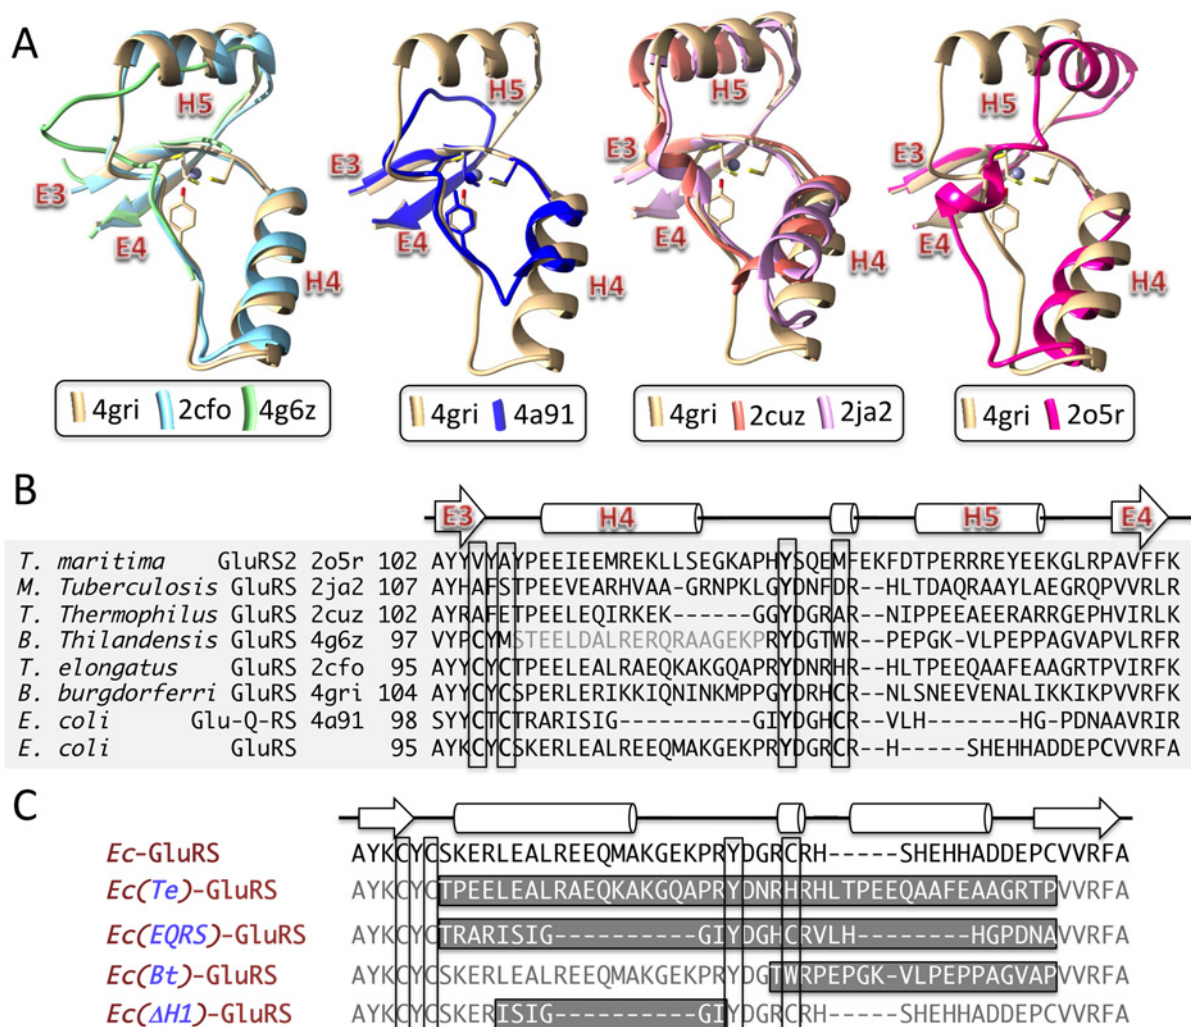 A
H5 H5 H5 H5
E3 E3 E3
E4 E4 E4 E4
H4 H4 H4 H4
4gri 2cfo 4g6z
4gri 4a91
4gri 2cuz 2ja2
4gri 2o5r
B
E3 H4 H5 E4
T. maritima GluRS2 2o5r 102 AYYVYAYPEEIEEMREKLLSEGKAPHYSQEMFEKFDTPERRREYEEKGLRPAVFFK
M. Tuberculosis GluRS 2ja2 107 AYHAFSTPEEVEARHVAA-GRNPKLGYDNFDR--HLTDAQRAAYLAEGRQPVVRLR
T. Thermophilus GluRS 2cuz 102 AYRAFETPEELEQIRKEK------GGYDGRAR--NIPPEEAEERARRGEPHVIRLK
B. Thilandensis GluRS 4g6z 97 VYPCYMSTEELDALRERQRAAGEKPRYDGTWRP--PEPGK-VLPEPPAGVAPVLRFR
T. elongatus GluRS 2cfo 95 AYYCYCTPEELEALRAEQKAKGQAPRYDNRHR--HLTPEEQAAFEAAGRTPVIRFK
B. burgdorferri GluRS 4gri 104 AYYCYCSPERLERIKKIQNINKMPPGYDRHCR--NLSNEEVENALIKKIKPVVRFK
E. coli Glu-Q-RS 4a91 98 SYYCTCTRARISIG----------GIYDGHCR--VLH------HG-PDNAAVRIR
E. coli GluRS 95 AYKCYCSKERLEALREEQMAKGEKPRYDGRCR--H-----SHEHHADDEPCVVRFA
C
Ec-GluRS AYKCYCSKERLEALREEQMAKGEKPRYDGRCRH-----SHEHHADDEPCVVRFA
Ec(Te)-GluRS AYKCYCTPEELEALRAEQKAKGQAPRYDNRHRHLTPEEQAAFEAAGRTPVVRFA
Ec(EQRS)-GluRS AYKCYCTRARISIG----------GIYDGHCRVLH--------HGPDNAVVRFA
Ec(Bt)-GluRS AYKCYCSKERLEALREEQMAKGEKPRYDGTWRPEPGK-VLPEPPAGVAPVVRFA
Ec(ΔH1)-GluRS AYKCYCSKERISIG----------GIYDGRCRH-----SHEHHADDEPCVVRFA